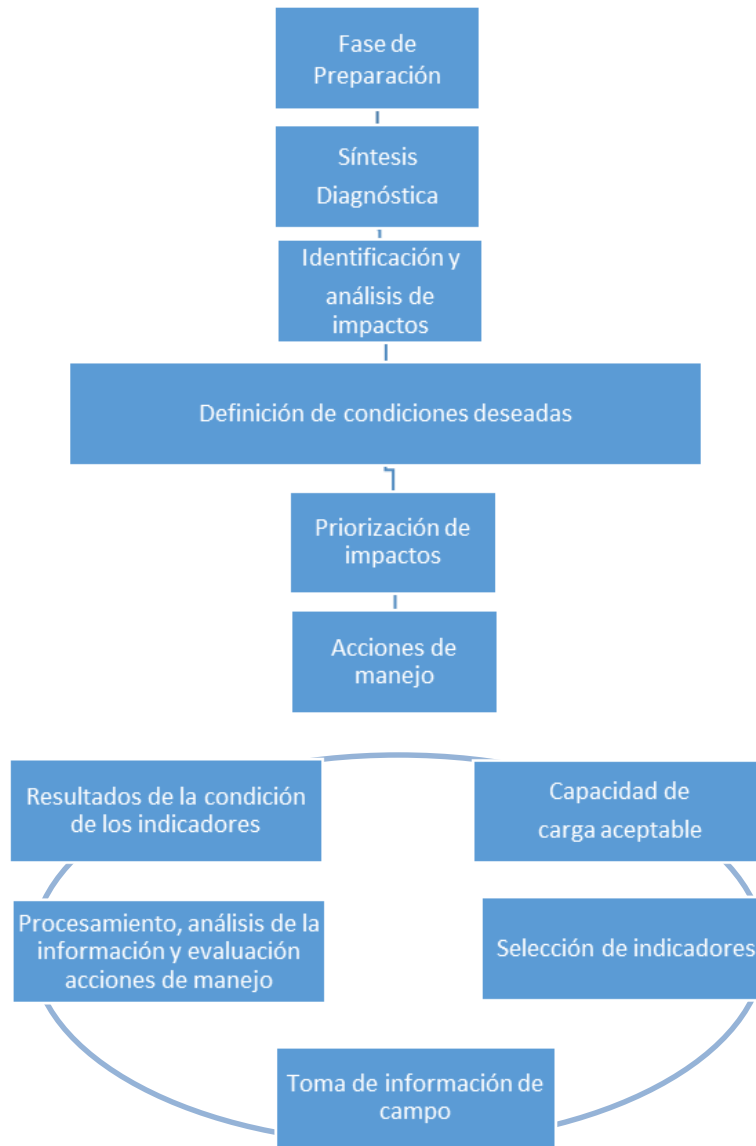 Fase de
Preparación
Síntesis
Diagnóstica
Identificación y
análisis de
impactos
Definición de condiciones deseadas
Priorización de
impactos
Acciones de
manejo
Resultados de la condición
de los indicadores
Capacidad de
carga aceptable
Procesamiento, análisis de la
información y evaluación
acciones de manejo
Selección de indicadores
Toma de información de
campo